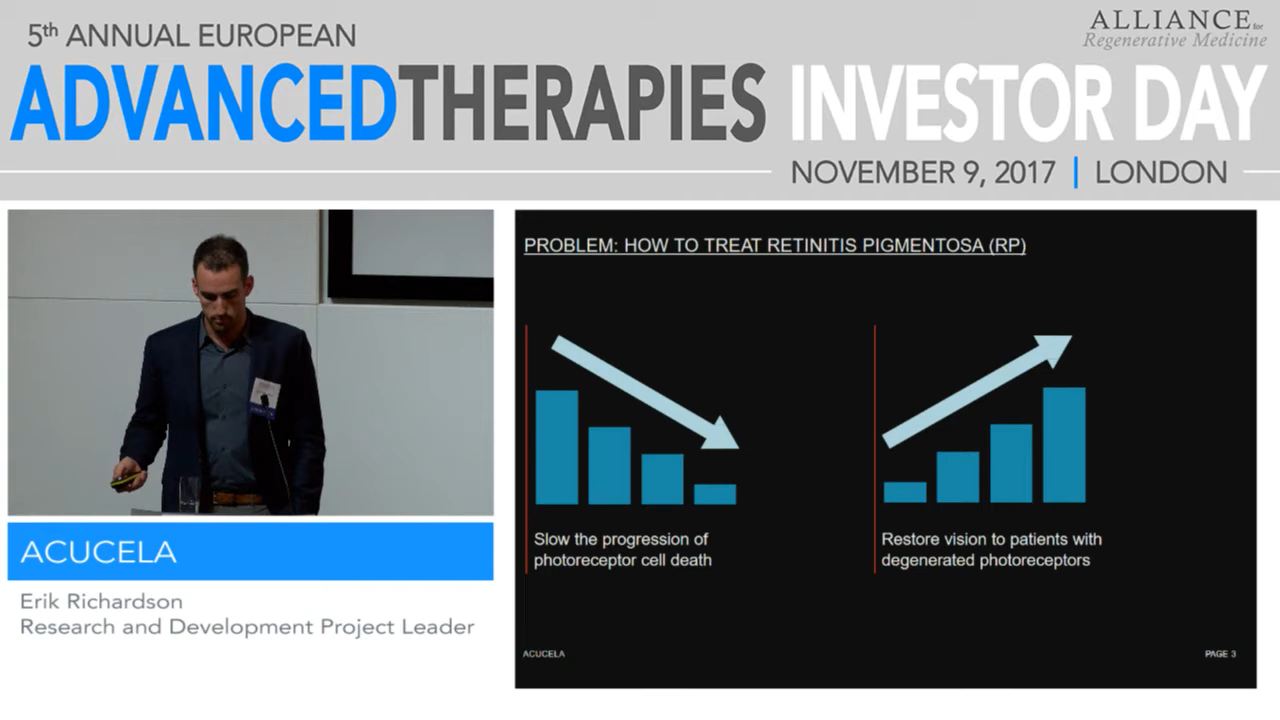 5th ANNUAL EUROPEAN
ALLIANCE for
Regenerative Medicine
ADVANCEDTHERAPIES INVESTOR DAY
NOVEMBER 9, 2017 | LONDON
PROBLEM: HOW TO TREAT RETINITIS PIGMENTOSA (RP)
Slow the progression of
photoreceptor cell death
Restore vision to patients with
degenerated photoreceptors
ACUCELA
PAGE 3
ACUCELA
Erik Richardson
Research and Development Project Leader